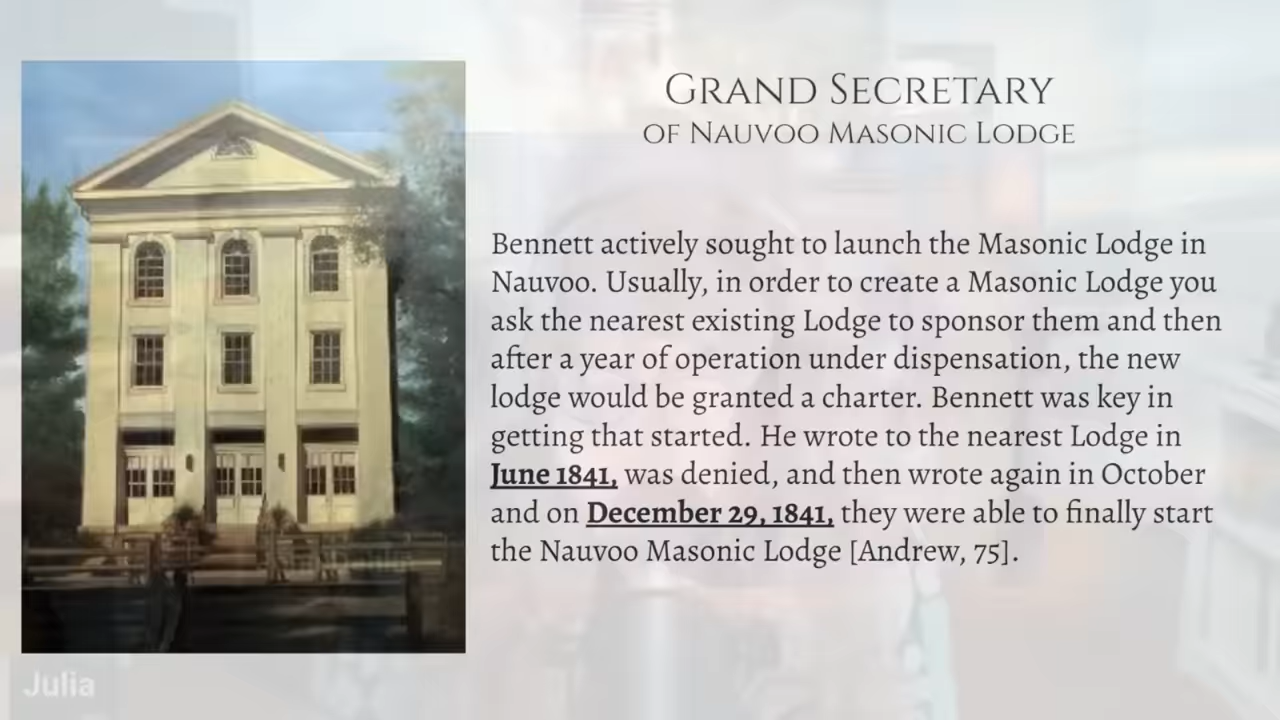 GRAND SECRETARY
OF NAUVOO MASONIC LODGE
Bennett actively sought to launch the Masonic Lodge in
Nauvoo. Usually, in order to create a Masonic Lodge you
ask the nearest existing Lodge to sponsor them and then
after a year of operation under dispensation, the new
lodge would be granted a charter. Bennett was key in
getting that started. He wrote to the nearest Lodge in
June 1841, was denied, and then wrote again in October
and on December 29, 1841, they were able to finally start
the Nauvoo Masonic Lodge [Andrew, 75].
Julia